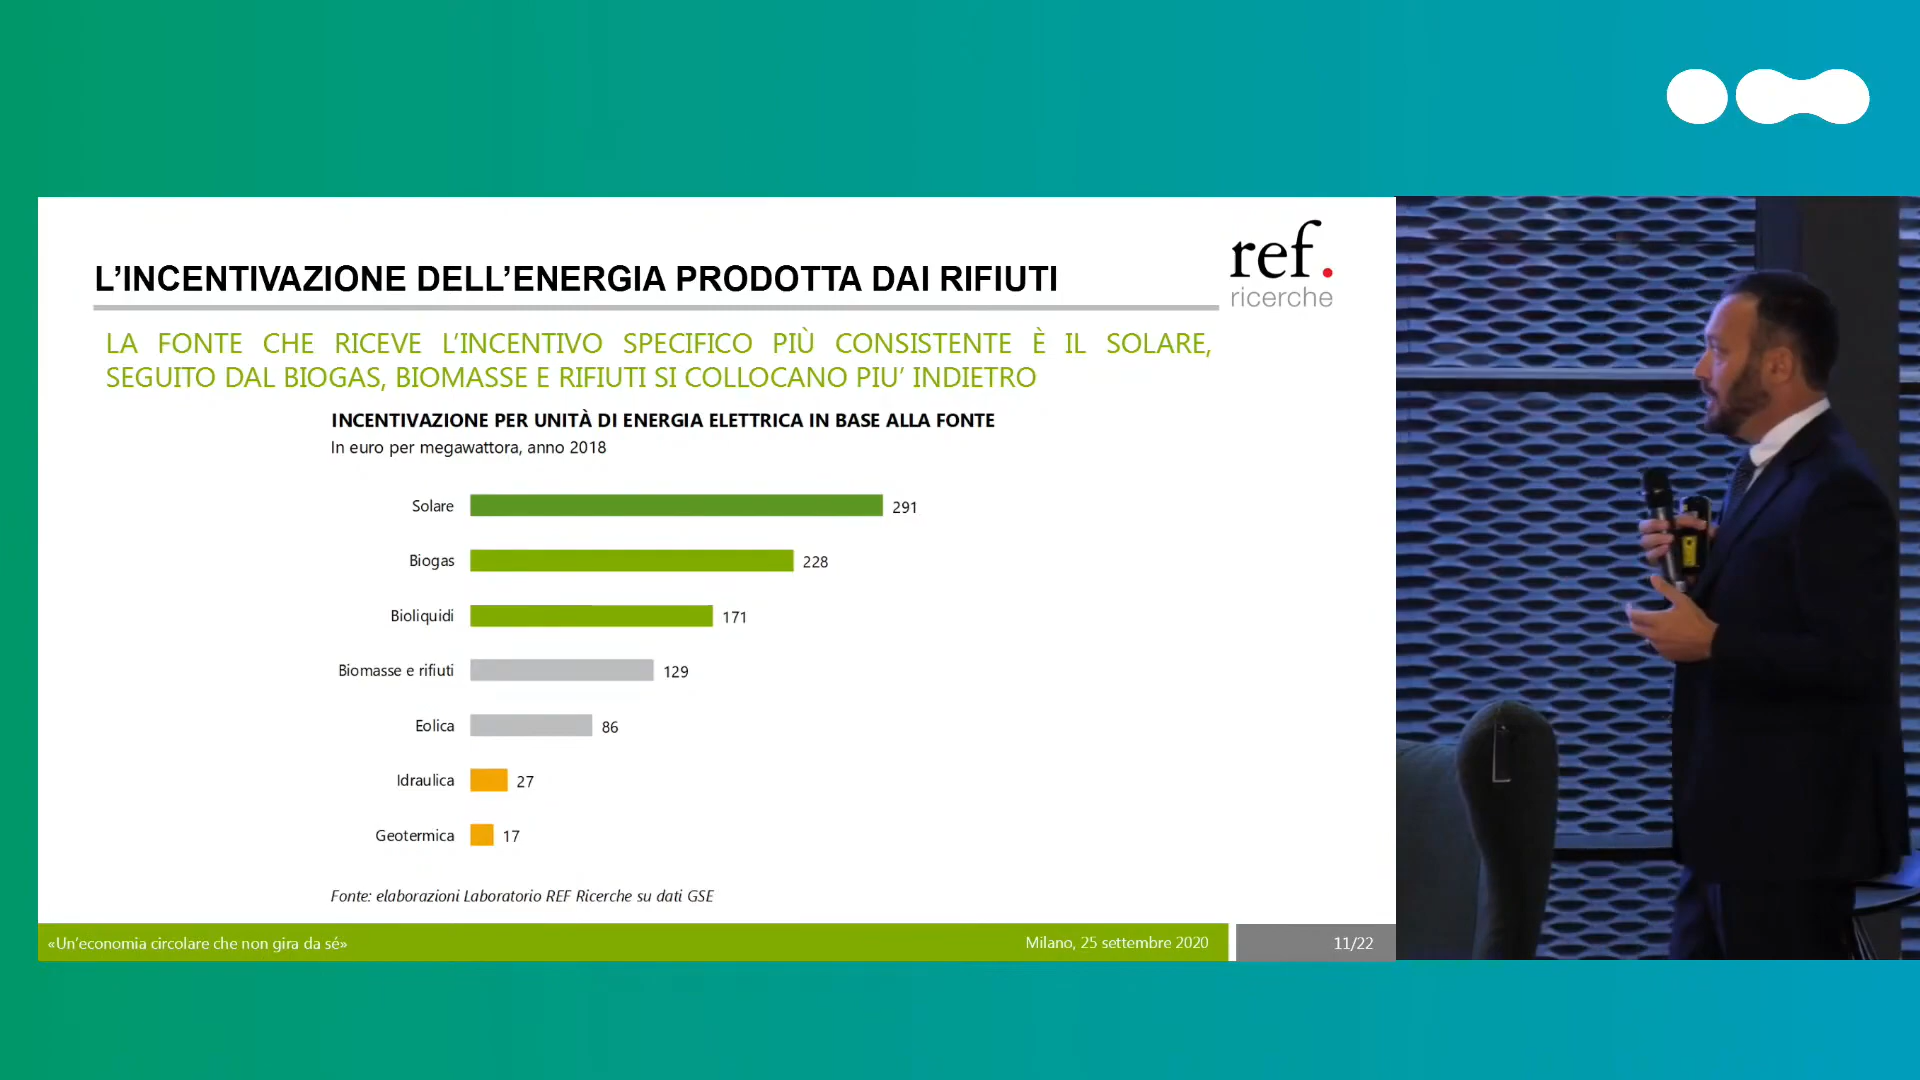 L’INCENTIVAZIONE DELL’ENERGIA PRODOTTA DAI RIFIUTI
ref.
ricerche
LA FONTE CHE RICEVE L’INCENTIVO SPECIFICO PIÙ CONSISTENTE È IL SOLARE,
SEGUITO DAL BIOGAS, BIOMASSE E RIFIUTI SI COLLOCANO PIU’ INDIETRO
INCENTIVAZIONE PER UNITÀ DI ENERGIA ELETTRICA IN BASE ALLA FONTE
In euro per megawattora, anno 2018
Solare 291
Biogas 228
Bioliquidi 171
Biomasse e rifiuti 129
Eolica 86
Idraulica 27
Geotermica 17
Fonte: elaborazioni Laboratorio REF Ricerche su dati GSE
«Un’economia circolare che non gira da sé» Milano, 25 settembre 2020 11/22